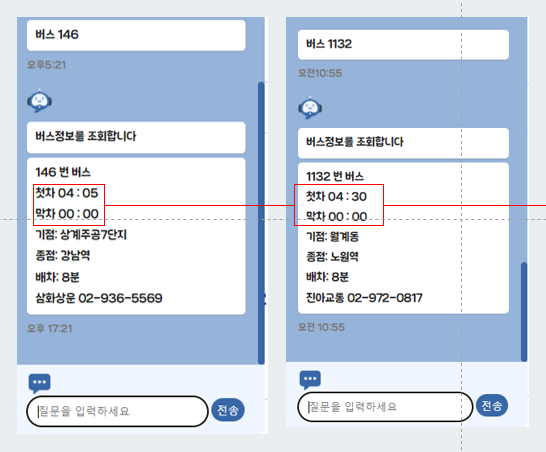 버스 146
오후5:21
버스정보를 조회합니다
146 번 버스
첫차 04 : 05
막차 00 : 00
기점: 상계주공7단지
종점: 강남역
배차: 8분
삼화상운 02-936-5569
오후 17:21
질문을 입력하세요
전송
버스 1132
오전10:55
버스정보를 조회합니다
1132 번 버스
첫차 04 : 30
막차 00 : 00
기점: 월계동
종점: 노원역
배차: 8분
진아교통 02-972-0817
오전 10:55
질문을 입력하세요
전송